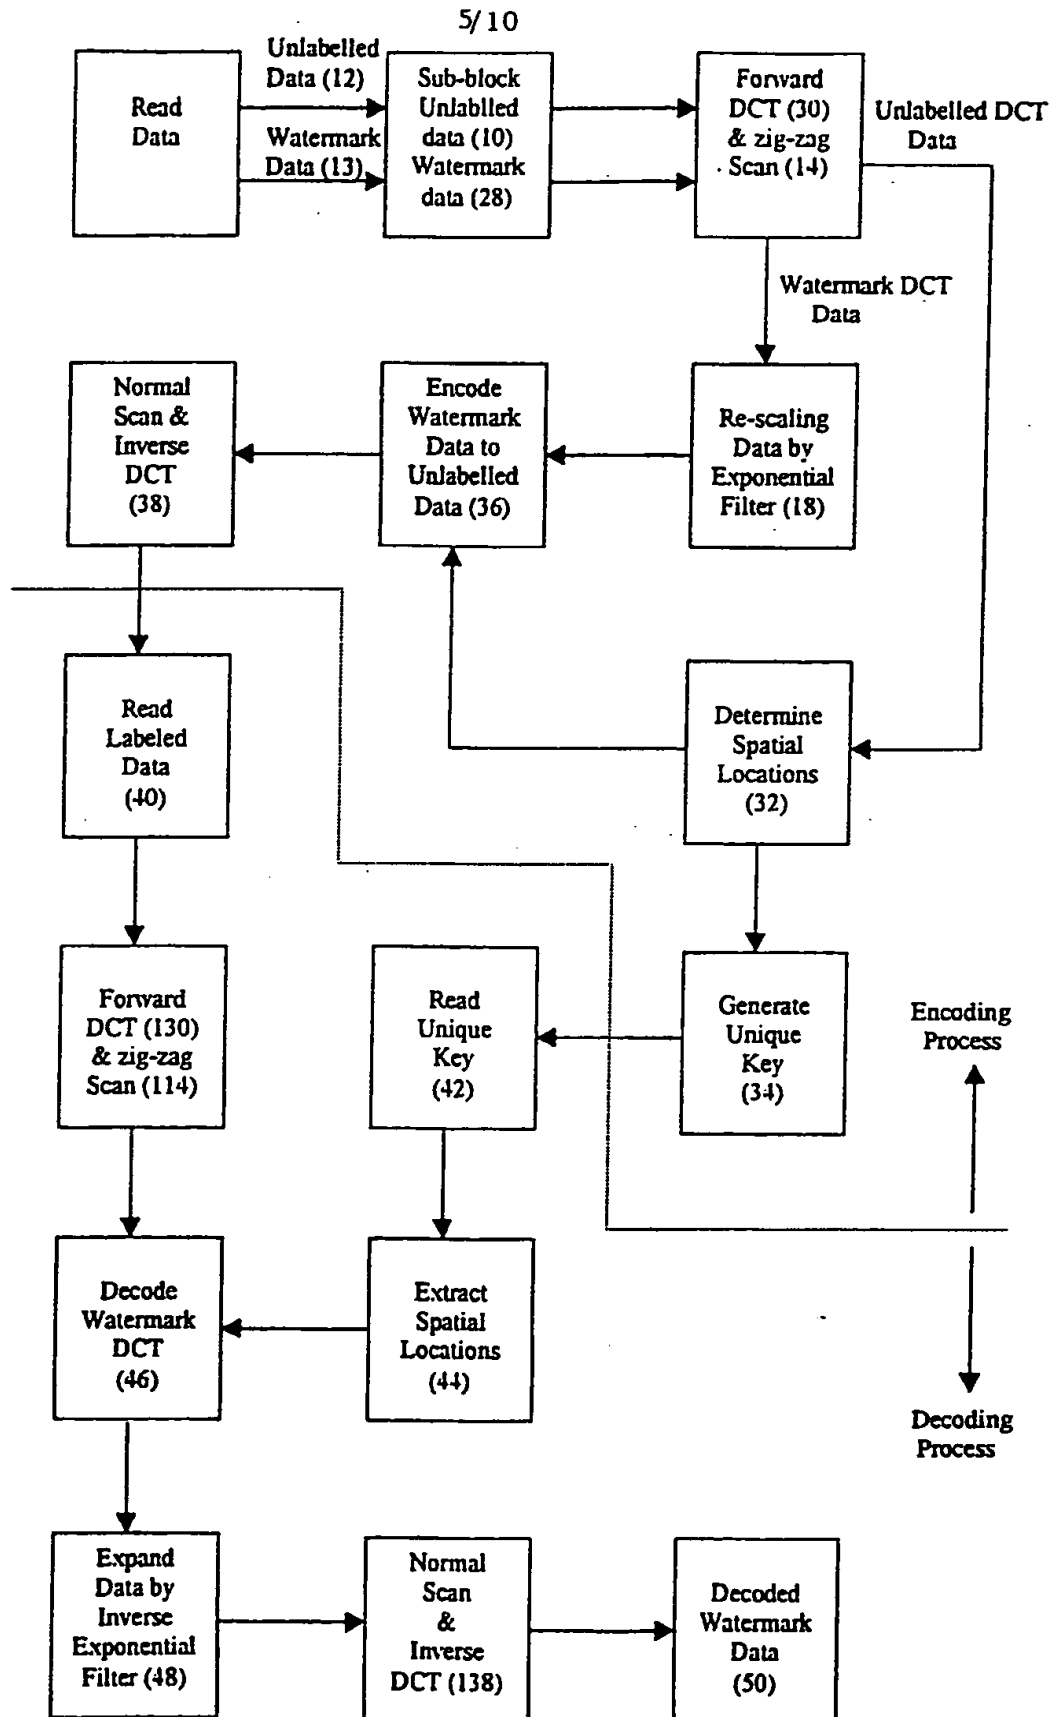 5/10
Read
Data
Unlabelled
Data (12)
Watermark
Data (13)
Sub-block
Unlablled
data (10)
Watermark
data (28)
Forward
DCT (30)
& zig-zag
Scan (14)
Unlabelled DCT
Data
Watermark DCT
Data
Normal
Scan &
Inverse
DCT
(38)
Encode
Watermark
Data to
Unlabelled
Data (36)
Re-scaling
Data by
Exponential
Filter (18)
Read
Labeled
Data
(40)
Determine
Spatial
Locations
(32)
Forward
DCT (130)
& zig-zag
Scan (114)
Read
Unique
Key
(42)
Generate
Unique
Key
(34)
Encoding
Process
Decode
Watermark
DCT
(46)
Extract
Spatial
Locations
(44)
Decoding
Process
Expand
Data by
Inverse
Exponential
Filter (48)
Normal
Scan
&
Inverse
DCT (138)
Decoded
Watermark
Data
(50)